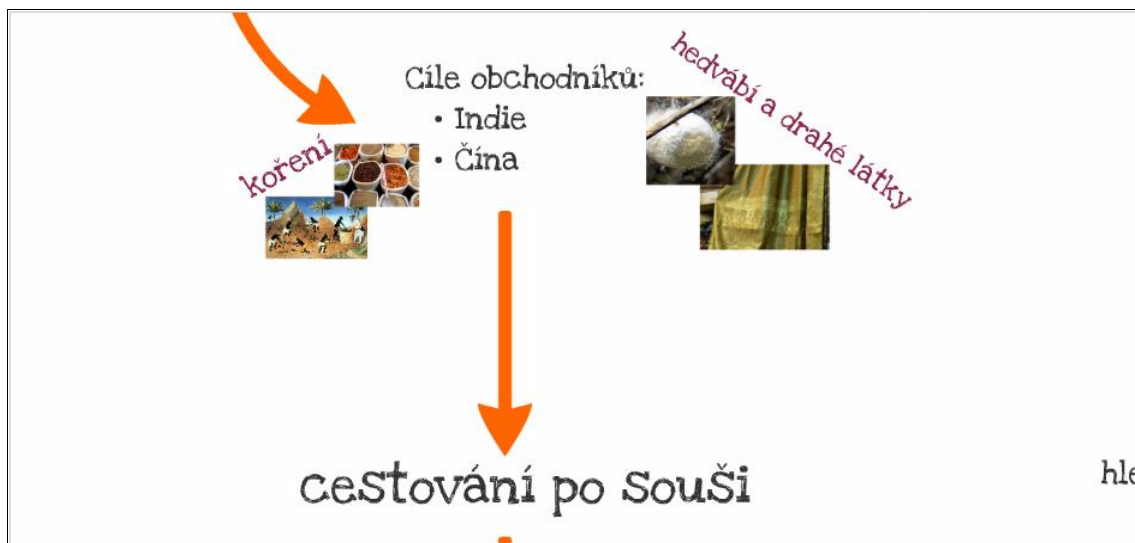 Cíle obchodníků:
• Indie
• Čína
koření
hedvábí a drahé látky
cestování po souši